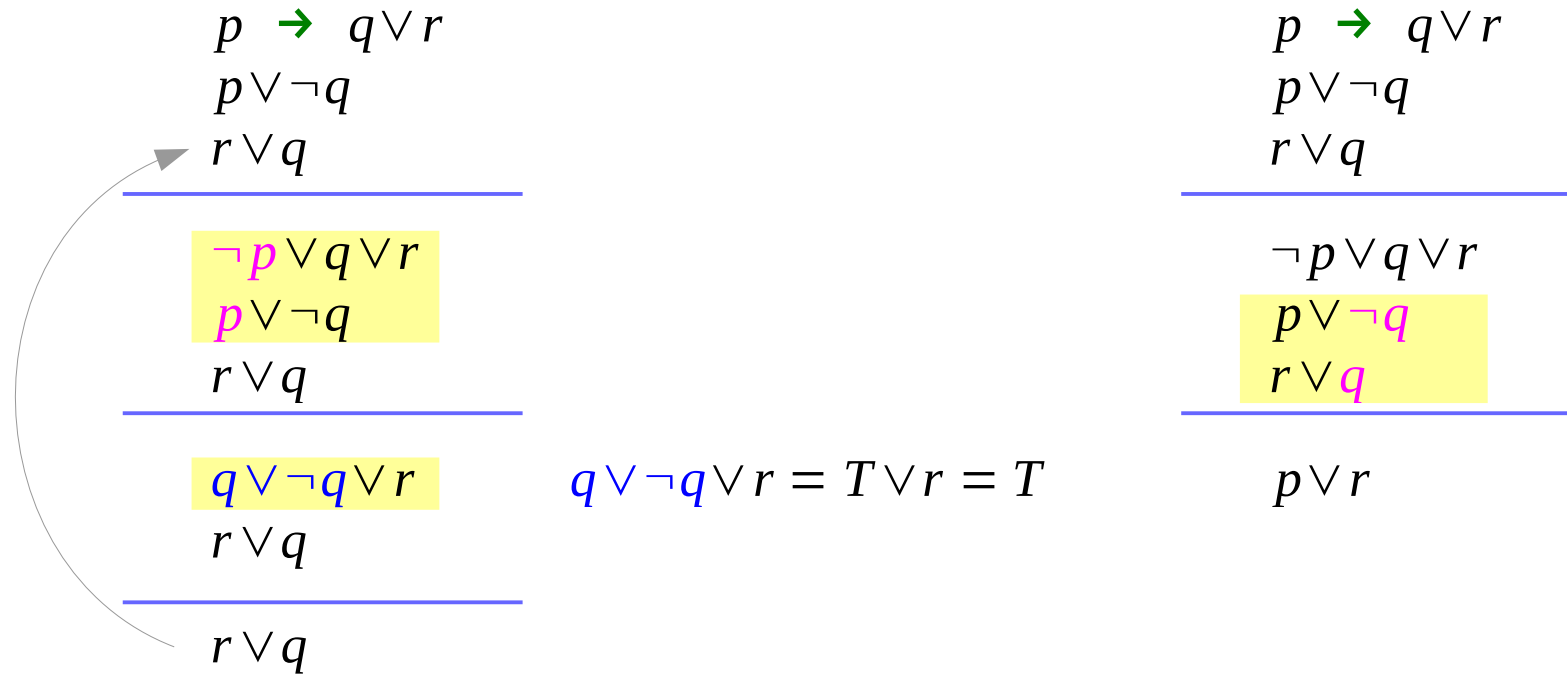 p → q∨r
p∨¬q
r∨q
¬p∨q∨r
p∨¬q
r∨q
q∨¬q∨r
q∨¬q∨r = T∨r = T
r∨q
r∨q
p → q∨r
p∨¬q
r∨q
¬p∨q∨r
p∨¬q
r∨q
p∨r